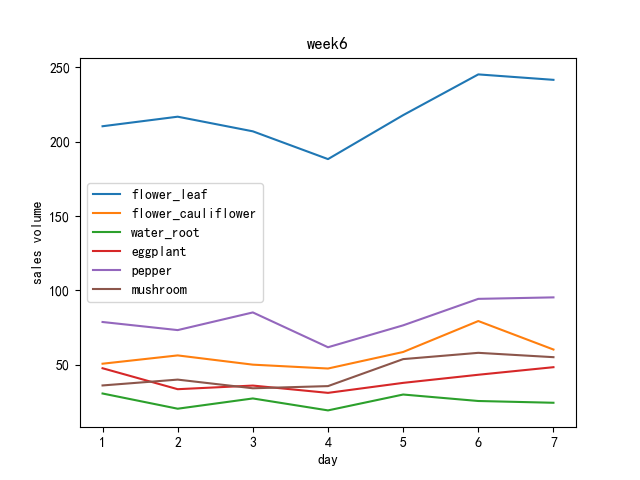 week6
250
200
150
100
50
sales volume
flower_leaf
flower_cauliflower
water_root
eggplant
pepper
mushroom
1 2 3 4 5 6 7
day